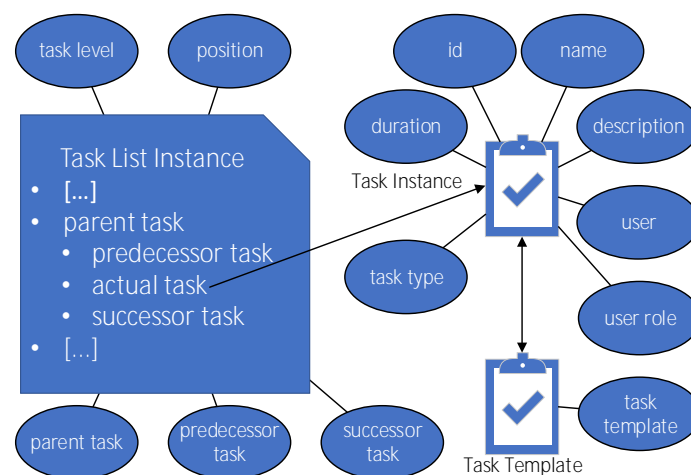 task level
position
id
name
duration
description
Task List Instance
• [...]
• parent task
• predecessor task
• actual task
• successor task
• [...]
Task Instance
user
task type
user role
task
template
parent task
predecessor
task
successor
task
Task Template